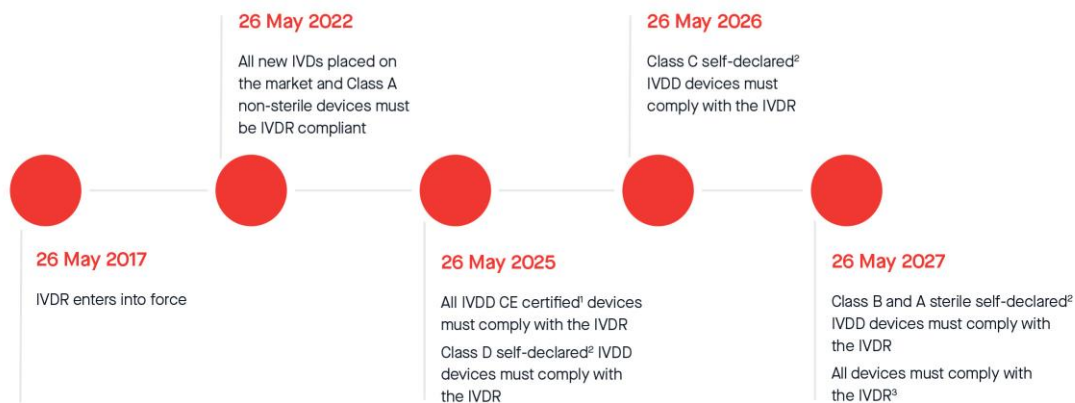 26 May 2022
All new IVDs placed on
the market and Class A
non-sterile devices must
be IVDR compliant
26 May 2026
Class C self-declared²
IVDD devices must
comply with the IVDR
26 May 2017
IVDR enters into force
26 May 2025
All IVDD CE certified¹ devices
must comply with the IVDR
Class D self-declared² IVDD
devices must comply with
the IVDR
26 May 2027
Class B and A sterile self-declared²
IVDD devices must comply with
the IVDR
All devices must comply with
the IVDR³